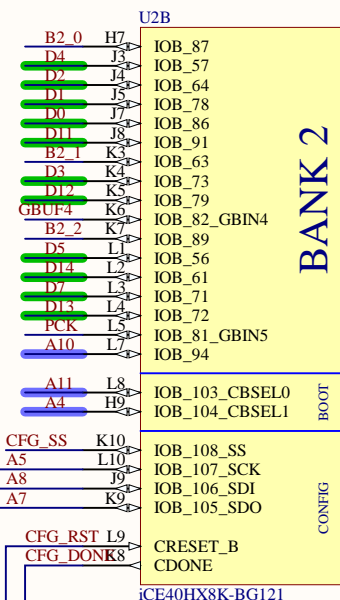 U2B
B2_0 H7 IOB_87
D4 J3 IOB_57
D2 J4 IOB_64
D1 J5 IOB_78
D0 J7 IOB_86
D11 J8 IOB_91
B2_1 K3 IOB_63
D3 K4 IOB_73
D12 K5 IOB_79
GBUF4 K6 IOB_82_GBIN4
B2_2 K7 IOB_89
D5 L1 IOB_56
D14 L2 IOB_61
D7 L3 IOB_71
D13 L4 IOB_72
PCK L5 IOB_81_GBIN5
A10 L7 IOB_94
BANK 2
A11 L8 IOB_103_CBSEL0
A4 H9 IOB_104_CBSEL1
BOOT
CFG_SS K10 IOB_108_SS
A5 L10 IOB_107_SCK
A8 J9 IOB_106_SDI
A7 K9 IOB_105_SDO
CONFIG
CFG_RST L9 CRESET_B
CFG_DONE K8 CDONE
iCE40HX8K-BG121